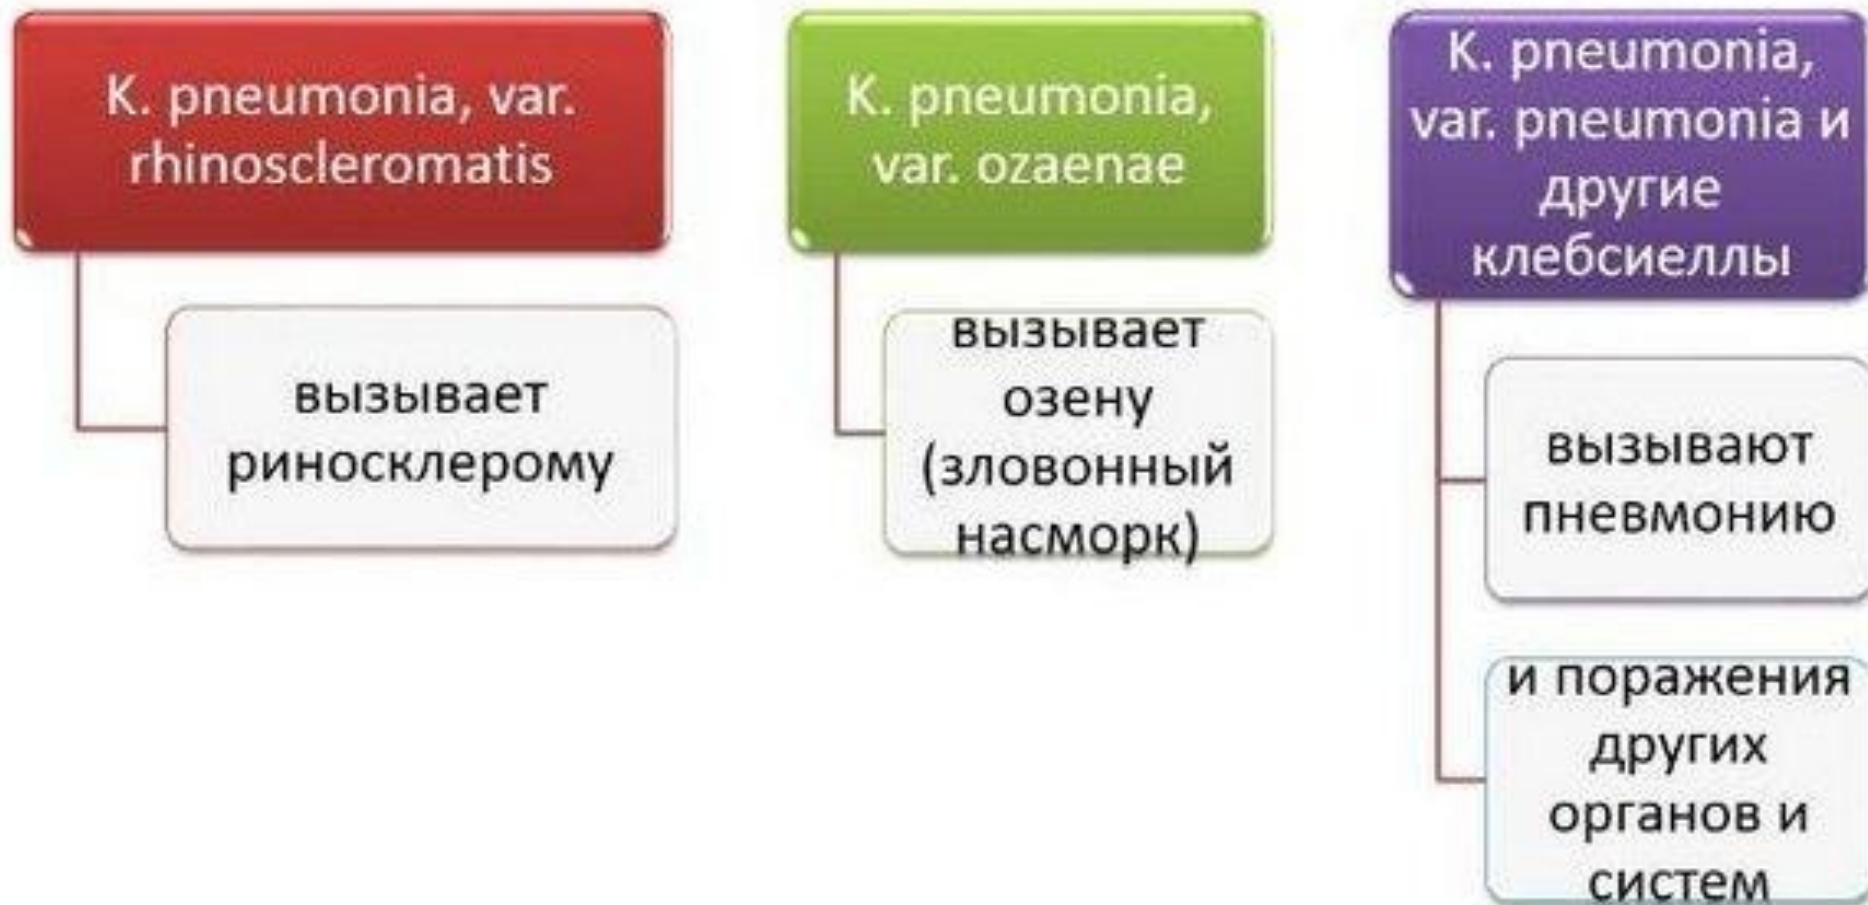 K. pneumonia, var.
rhinoscleromatis
вызывает
риносклерому
K. pneumonia,
var. ozaenae
вызывает
озену
(зловонный
насморк)
K. pneumonia,
var. pneumonia и
другие
клебсиеллы
вызывают
пневмонию
и поражения
других
органов и
систем